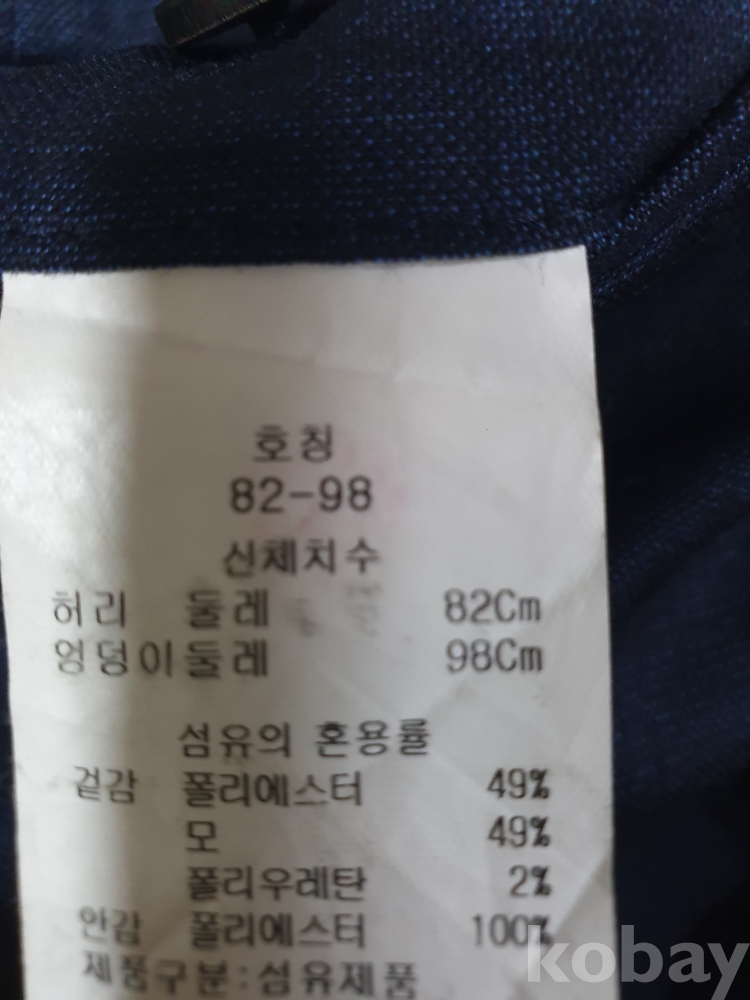 호칭
82-98
신체치수
허리 둘레 82Cm
엉덩이둘레 98Cm
섬유의 혼용률
겉감 폴리에스터 49%
모 49%
폴리우레탄 2%
안감 폴리에스터 100%
제품구분:섬유제품
kobay